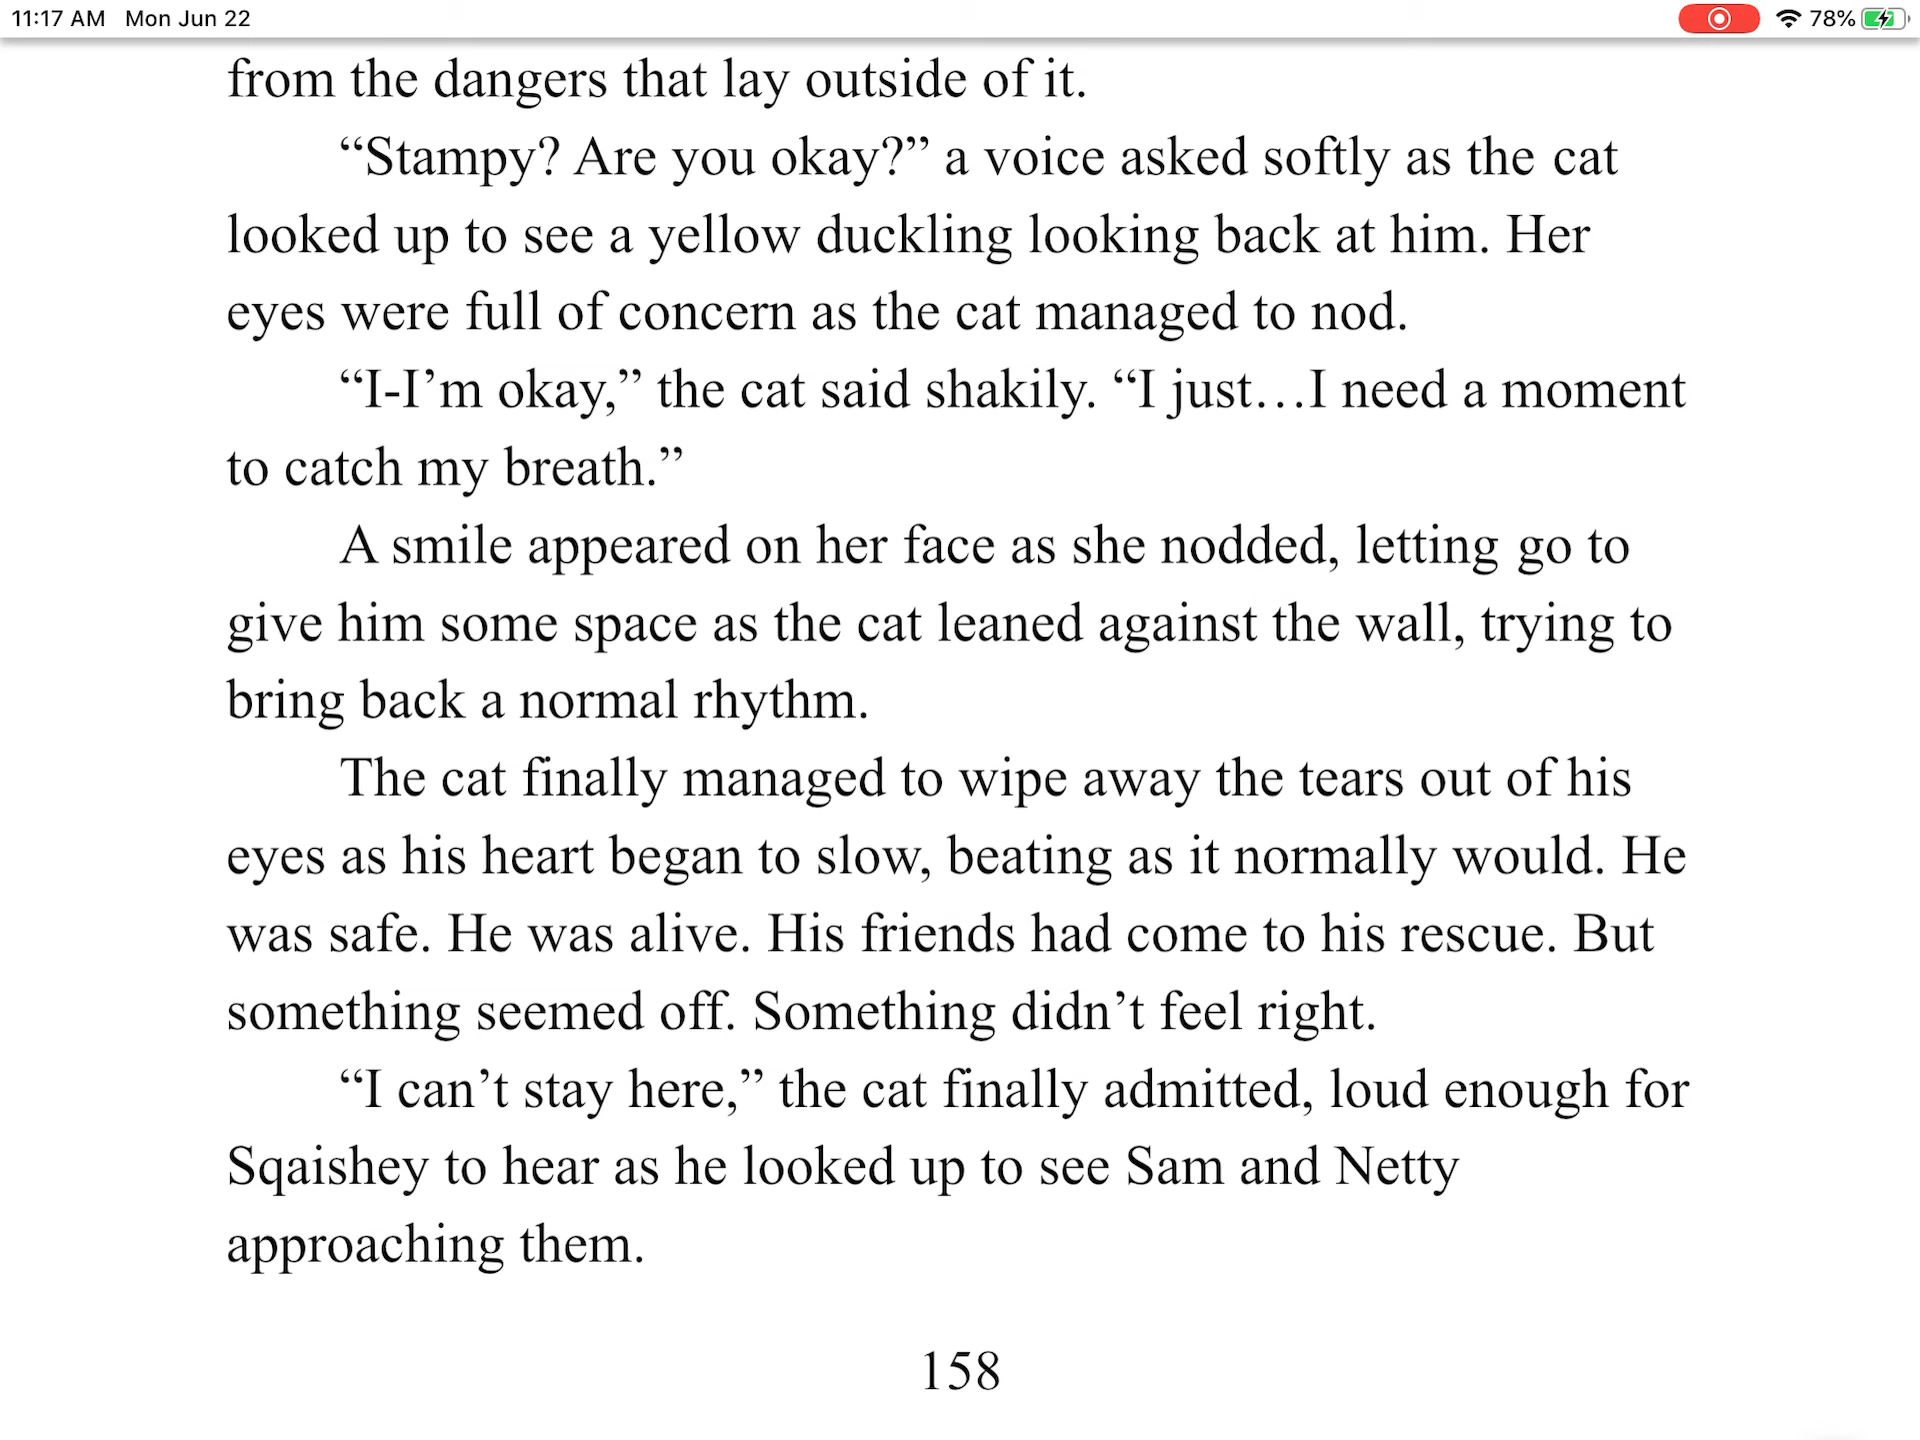 11:17 AM Mon Jun 22 78%
from the dangers that lay outside of it.
“Stampy? Are you okay?” a voice asked softly as the cat
looked up to see a yellow duckling looking back at him. Her
eyes were full of concern as the cat managed to nod.
“I-I’m okay,” the cat said shakily. “I just…I need a moment
to catch my breath.”
A smile appeared on her face as she nodded, letting go to
give him some space as the cat leaned against the wall, trying to
bring back a normal rhythm.
The cat finally managed to wipe away the tears out of his
eyes as his heart began to slow, beating as it normally would. He
was safe. He was alive. His friends had come to his rescue. But
something seemed off. Something didn’t feel right.
“I can’t stay here,” the cat finally admitted, loud enough for
Sqaishey to hear as he looked up to see Sam and Netty
approaching them.
158